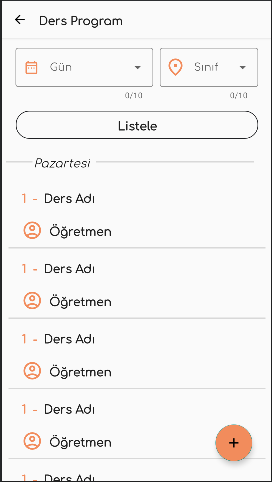 Ders Program
Gün
Sınıf
0/10
0/10
Listele
Pazartesi
1 - Ders Adı
Öğretmen
1 - Ders Adı
Öğretmen
1 - Ders Adı
Öğretmen
1 - Ders Adı
Öğretmen
1 - Ders Adı